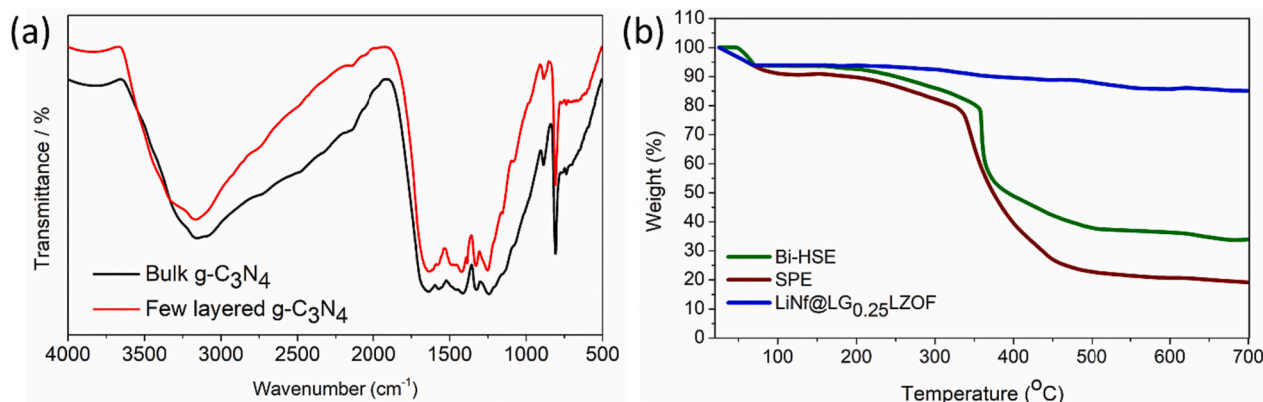 (a)
Transmittance / %
Bulk g-C₃N₄
Few layered g-C₃N₄
4000 3500 3000 2500 2000 1500 1000 500
Wavenumber (cm⁻¹)
(b)
Weight (%)
110
100
90
80
70
60
50
40
30
20
10
0
Bi-HSE
SPE
LiNf@LG₀.₂₅LZOF
100 200 300 400 500 600 700
Temperature (°C)